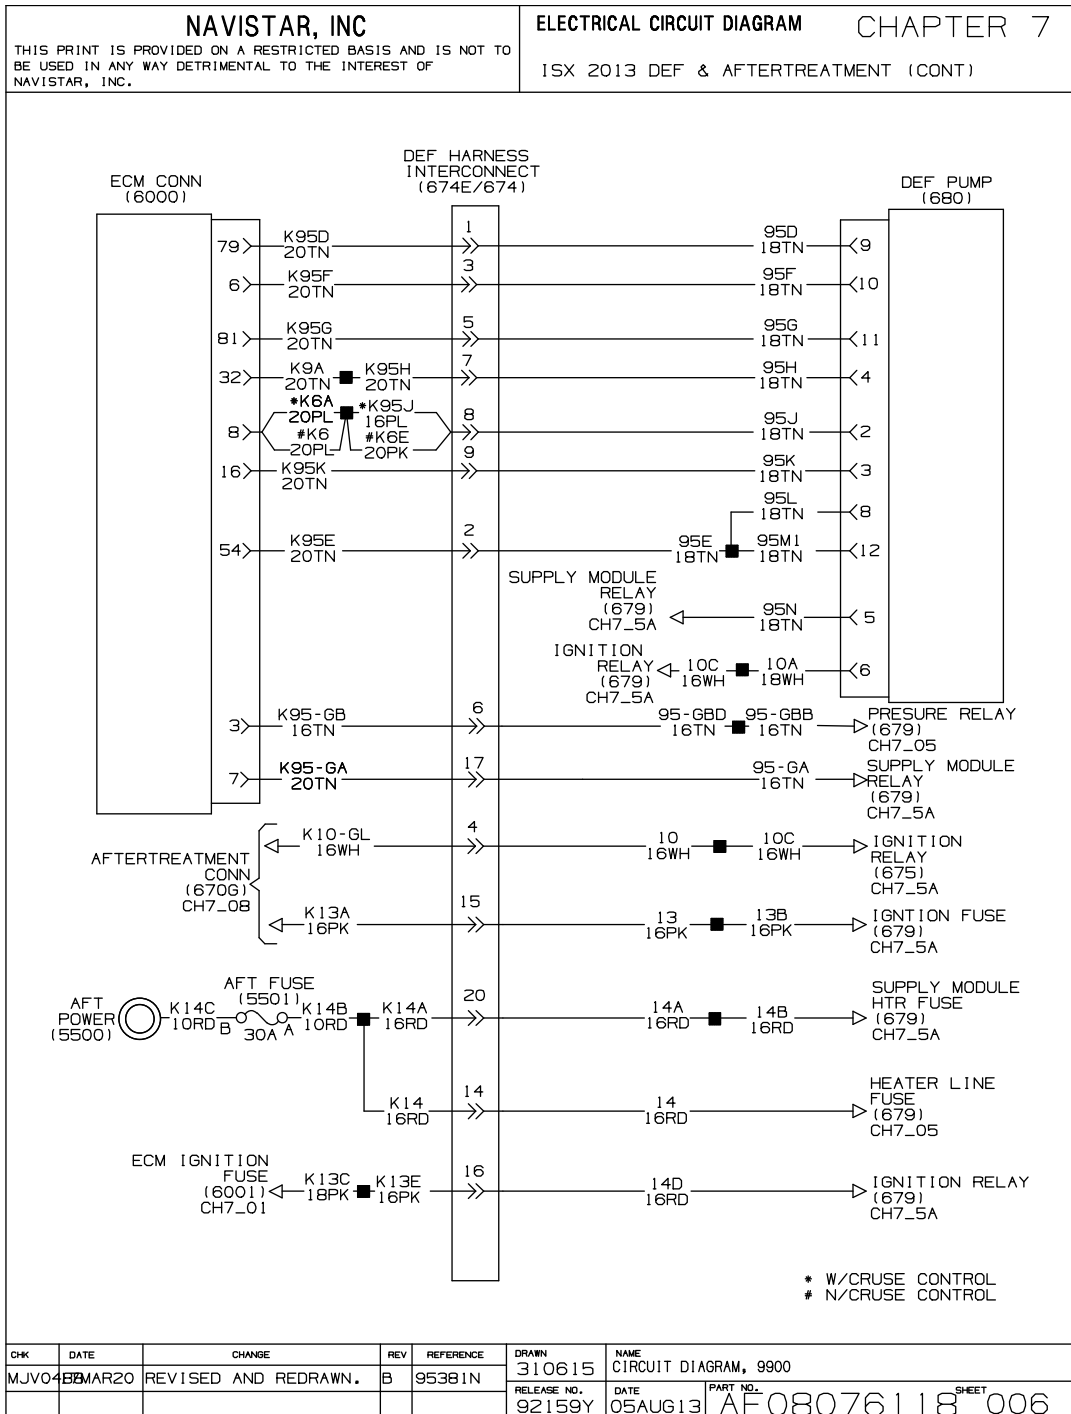 NAVISTAR, INC
THIS PRINT IS PROVIDED ON A RESTRICTED BASIS AND IS NOT TO
BE USED IN ANY WAY DETRIMENTAL TO THE INTEREST OF
NAVISTAR, INC.
ELECTRICAL CIRCUIT DIAGRAM CHAPTER 7
ISX 2013 DEF & AFTERTREATMENT (CONT)
DEF HARNESS
INTERCONNECT
(674E/674)
ECM CONN
(6000)
DEF PUMP
(680)
79 K95D 1 95D 9
20TN 18TN
6 K95F 3 95F 10
20TN 18TN
81 K95G 5 95G 11
20TN 18TN
32 K9A K95H 7 95H 4
20TN 20TN 18TN
*K6A *K95J
20PL 16PL
8 8 95J 2
18TN
#K6 #K6E
20PL 20PK
16 K95K 9 95K 3
20TN 18TN
95L 8
18TN
54 K95E 2 95E 95M1 12
20TN 18TN 18TN
SUPPLY MODULE
RELAY
(679)
CH7_5A
95N 5
18TN
IGNITION
RELAY
(679)
CH7_5A
10C 10A 6
16WH 18WH
3 K95-GB 6 95-GBD 95-GBB
16TN 16TN 16TN
PRESURE RELAY
(679)
CH7_05
7 K95-GA 17 95-GA
20TN 16TN
SUPPLY MODULE
RELAY
(679)
CH7_5A
AFTERTREATMENT
CONN
(670G)
CH7_08
K10-GL 4 10 10C
16WH 16WH 16WH
IGNITION
RELAY
(675)
CH7_5A
K13A 15 13 13B
16PK 16PK 16PK
IGNTION FUSE
(679)
CH7_5A
AFT
POWER
(5500)
AFT FUSE
(5501)
K14C B 30A A K14B K14A 20 14A 14B
10RD 10RD 16RD 16RD 16RD
SUPPLY MODULE
HTR FUSE
(679)
CH7_5A
K14 14 14
16RD 16RD
HEATER LINE
FUSE
(679)
CH7_05
ECM IGNITION
FUSE
(6001)
CH7_01
K13C K13E 16 14D
18PK 16PK 16RD
IGNITION RELAY
(679)
CH7_5A
* W/CRUSE CONTROL
# N/CRUSE CONTROL
CHK DATE CHANGE REV REFERENCE
MJV04 MAR20 REVISED AND REDRAWN. B 95381N
DRAWN
310615
NAME
CIRCUIT DIAGRAM, 9900
RELEASE NO.
92159Y
DATE
05AUG13
PART NO.
AF08076118
SHEET
006